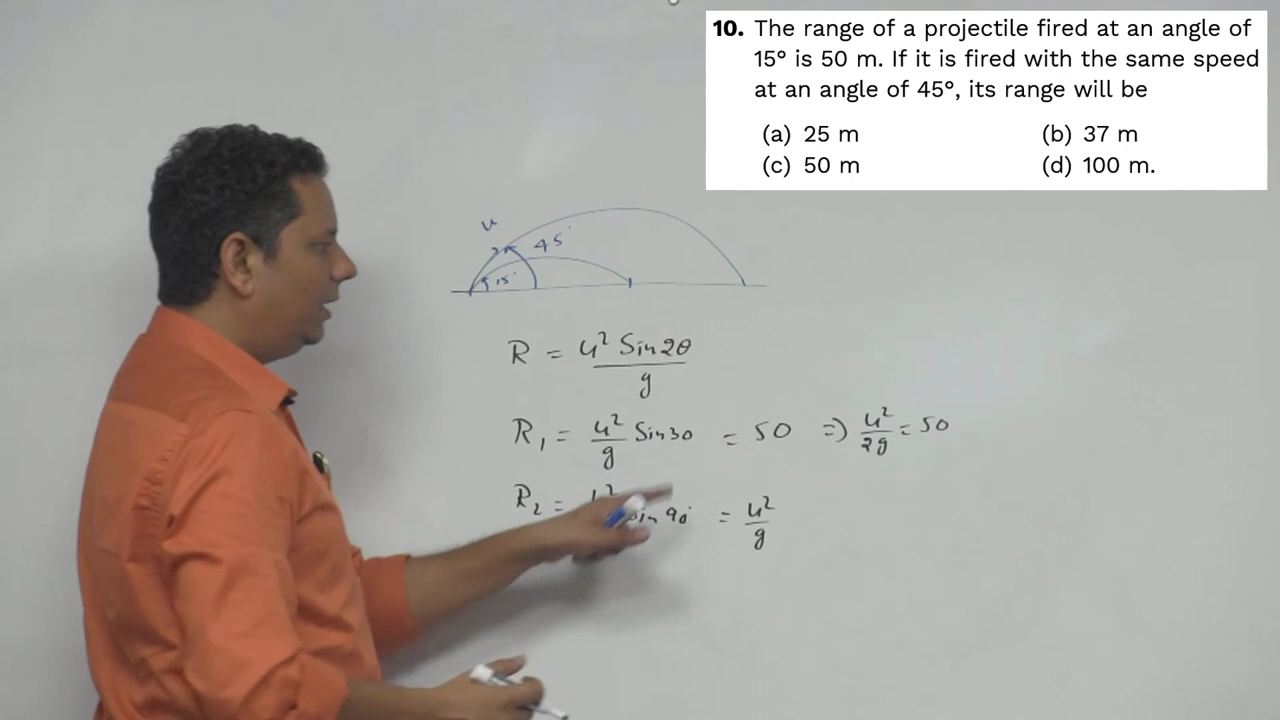 10. The range of a projectile fired at an angle of
15° is 50 m. If it is fired with the same speed
at an angle of 45°, its range will be
(a) 25 m (b) 37 m
(c) 50 m (d) 100 m.
u
45°
15°
R = u² Sin2θ / g
R₁ = u²/g Sin30 = 50 ⇒ u²/2g = 50
R₂ = 90° = u²/g